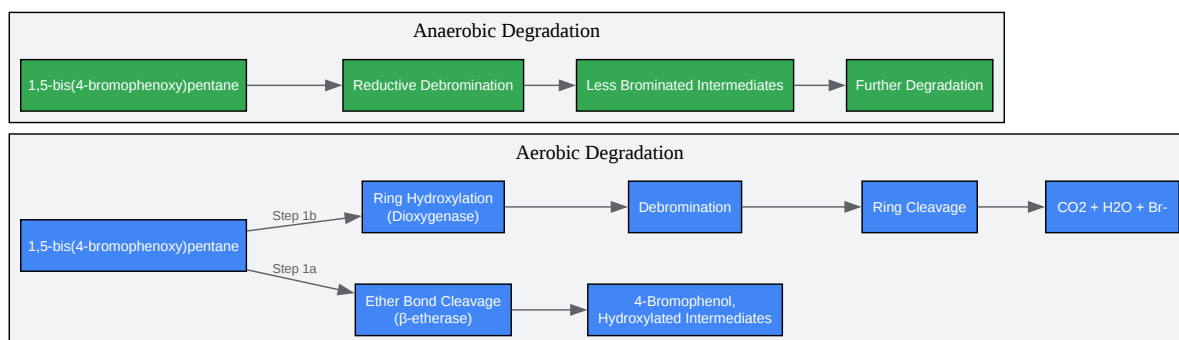 Anaerobic Degradation
1,5-bis(4-bromophenoxy)pentane
Reductive Debromination
Less Brominated Intermediates
Further Degradation
Aerobic Degradation
1,5-bis(4-bromophenoxy)pentane
Step 1b
Ring Hydroxylation
(Dioxygenase)
Debromination
Ring Cleavage
CO2 + H2O + Br-
Step 1a
Ether Bond Cleavage
(β-etherase)
4-Bromophenol,
Hydroxylated Intermediates